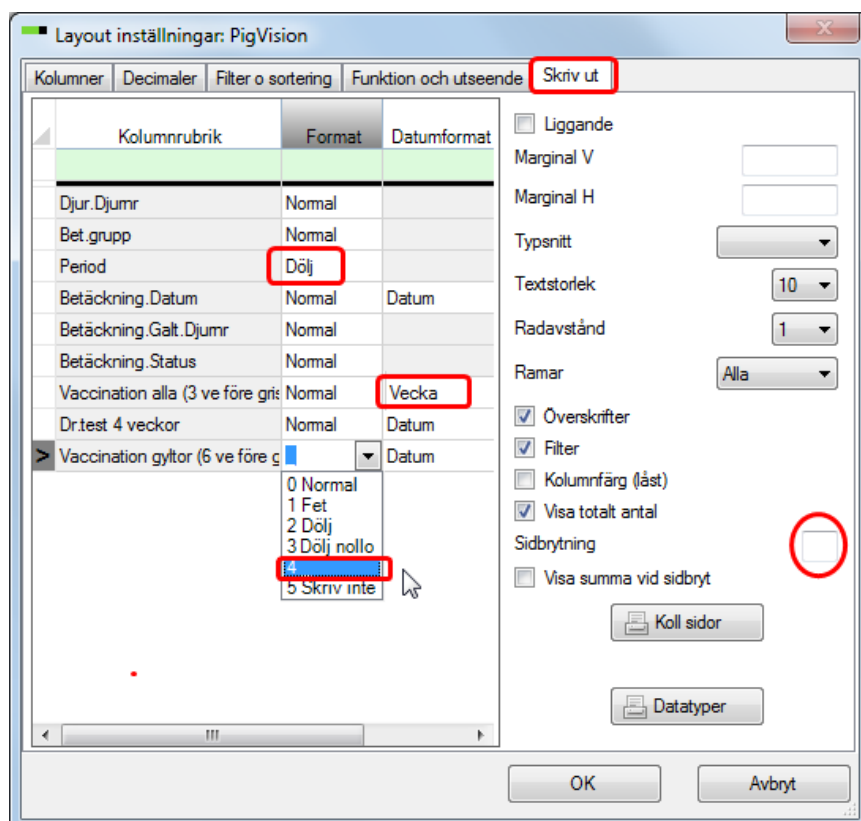 Layout inställningar: PigVision
Kolumner Decimaler Filter o sortering Funktion och utseende Skriv ut
Kolumnrubrik Format Datumformat
Djur.Djurnr Normal
Bet.grupp Normal
Period Dölj
Betäckning.Datum Normal Datum
Betäckning.Galt.Djurnr Normal
Betäckning.Status Normal
Vaccination alla (3 ve före gris Normal Vecka
Dr.test 4 veckor Normal Datum
> Vaccination gyltor (6 ve före g Datum
0 Normal
1 Fet
2 Dölj
3 Dölj nollo
4
5 Skriv inte
Liggande
Marginal V
Marginal H
Typsnitt
Textstorlek 10
Radavstånd 1
Ramar Alla
Överskrifter
Filter
Kolumnfärg (låst)
Visa totalt antal
Sidbrytning
Visa summa vid sidbryt
Koll sidor
Datatyper
OK Avbryt